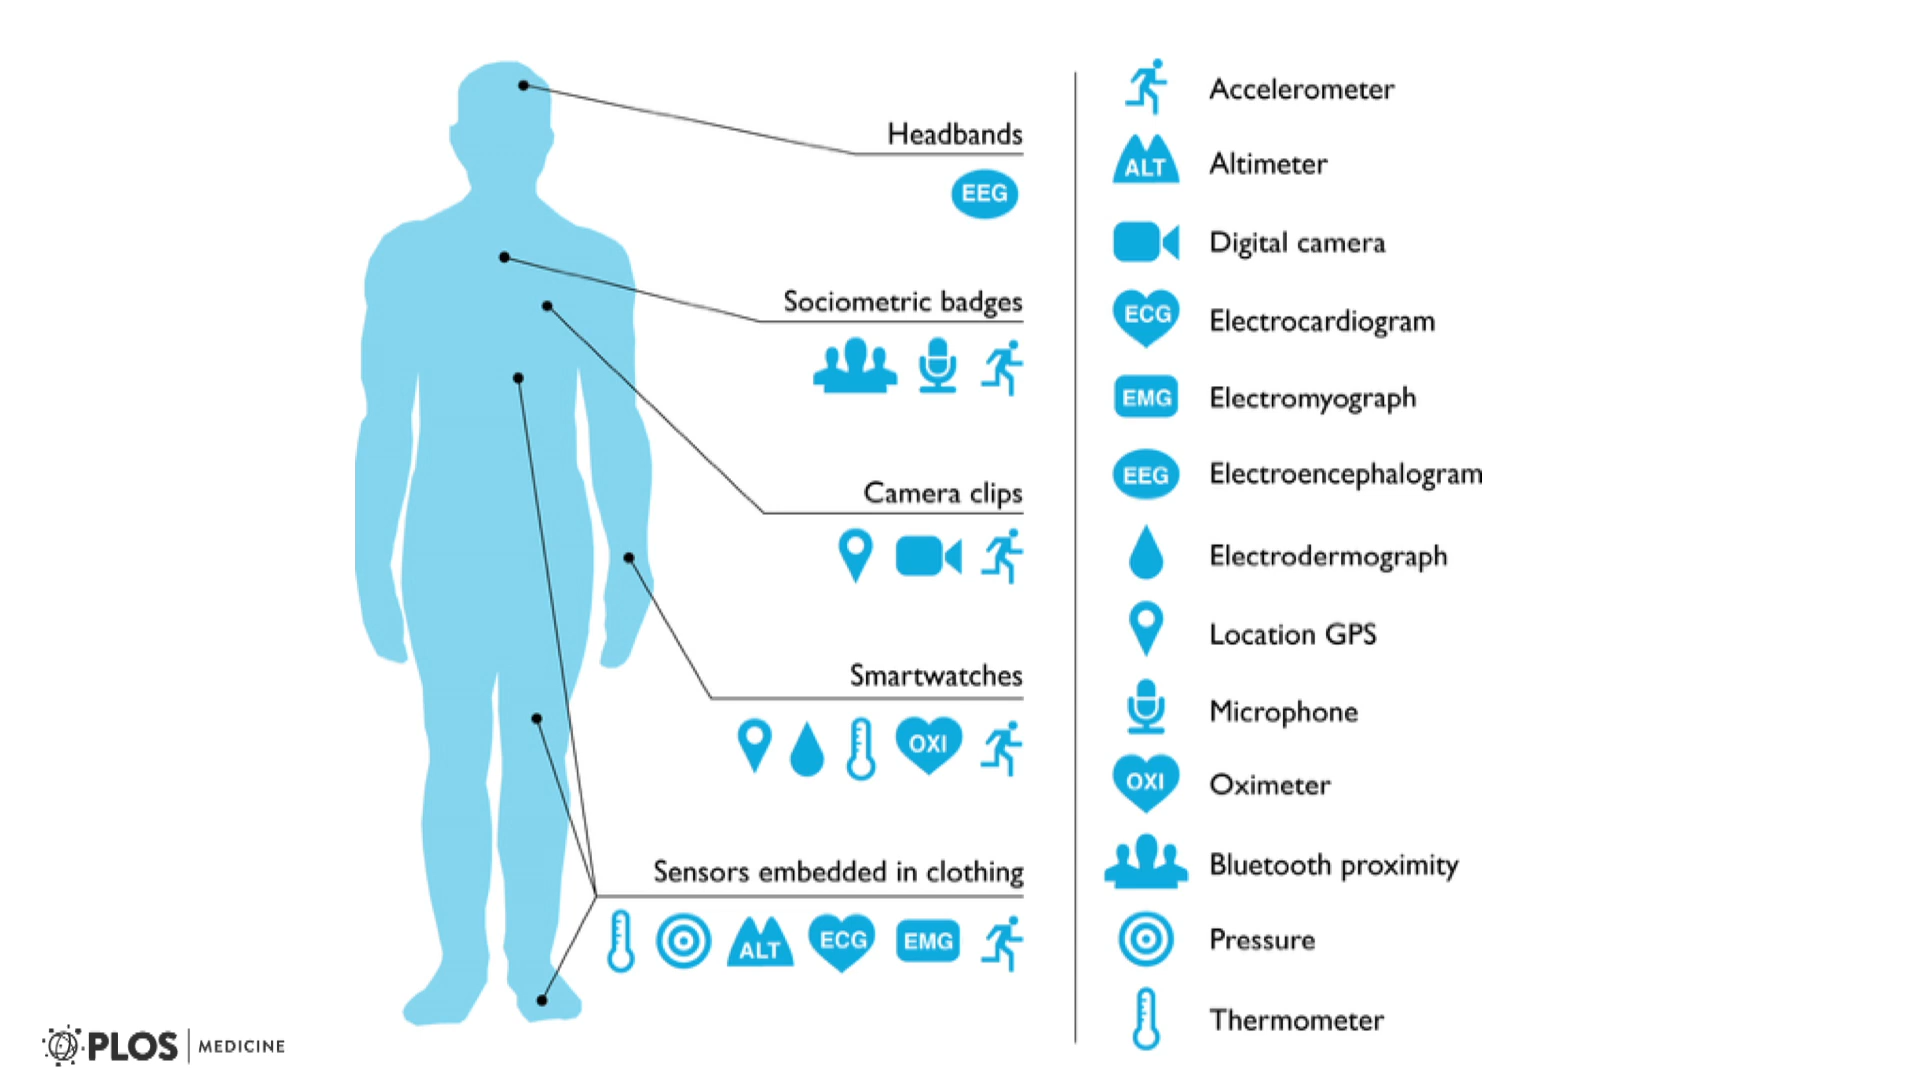 Headbands
EEG
Sociometric badges
Camera clips
Smartwatches
OXI
Sensors embedded in clothing
ALT
ECG
EMG
Accelerometer
ALT
Altimeter
Digital camera
ECG
Electrocardiogram
EMG
Electromyograph
EEG
Electroencephalogram
Electrodermograph
Location GPS
Microphone
OXI
Oximeter
Bluetooth proximity
Pressure
Thermometer
PLOS | MEDICINE